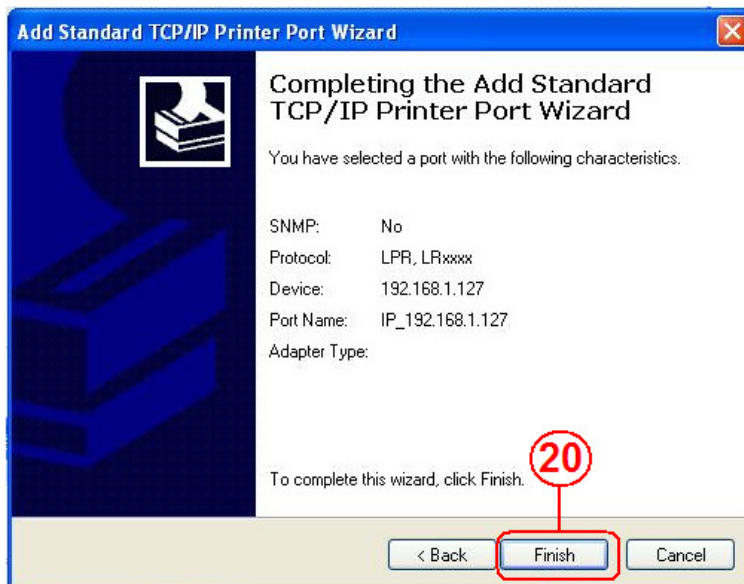 Add Standard TCP/IP Printer Port Wizard
Completing the Add Standard
TCP/IP Printer Port Wizard
You have selected a port with the following characteristics.
SNMP: No
Protocol: LPR, LRxxxx
Device: 192.168.1.127
Port Name: IP_192.168.1.127
Adapter Type:
20
To complete this wizard, click Finish.
< Back Finish Cancel